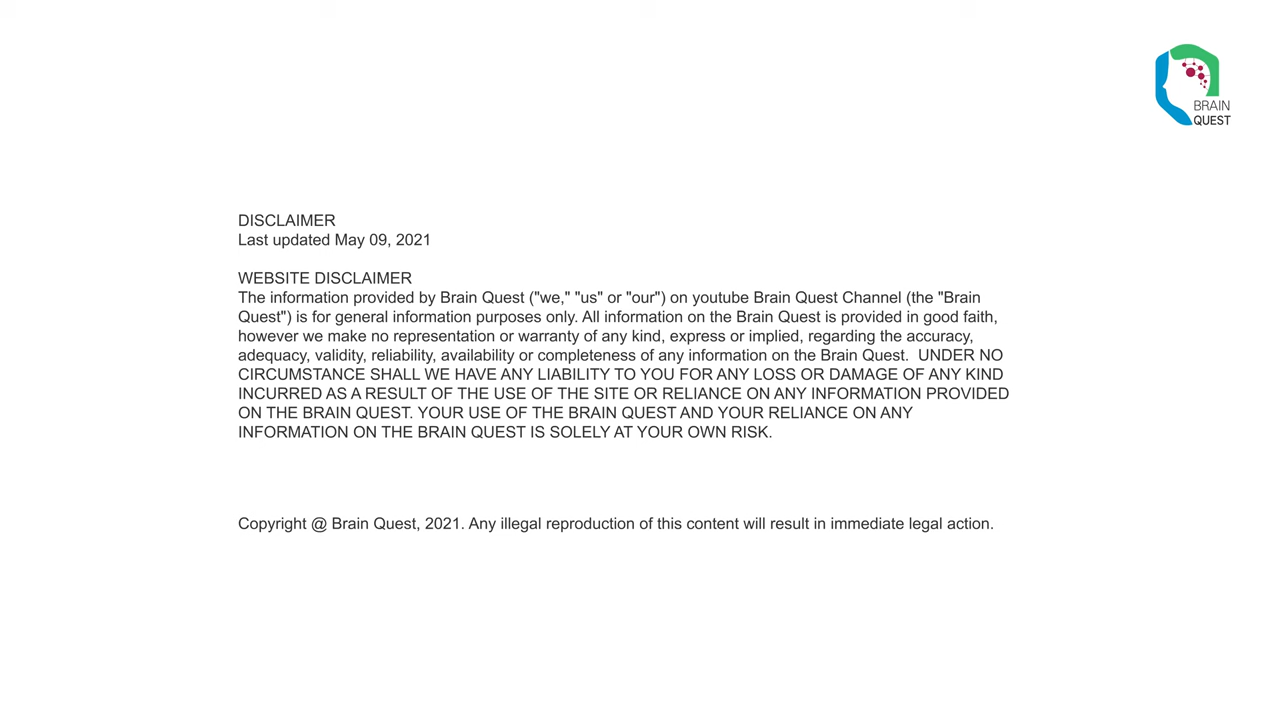 BRAIN
QUEST
DISCLAIMER
Last updated May 09, 2021
WEBSITE DISCLAIMER
The information provided by Brain Quest ("we," "us" or "our") on youtube Brain Quest Channel (the "Brain
Quest") is for general information purposes only. All information on the Brain Quest is provided in good faith,
however we make no representation or warranty of any kind, express or implied, regarding the accuracy,
adequacy, validity, reliability, availability or completeness of any information on the Brain Quest.  UNDER NO
CIRCUMSTANCE SHALL WE HAVE ANY LIABILITY TO YOU FOR ANY LOSS OR DAMAGE OF ANY KIND
INCURRED AS A RESULT OF THE USE OF THE SITE OR RELIANCE ON ANY INFORMATION PROVIDED
ON THE BRAIN QUEST. YOUR USE OF THE BRAIN QUEST AND YOUR RELIANCE ON ANY
INFORMATION ON THE BRAIN QUEST IS SOLELY AT YOUR OWN RISK.
Copyright @ Brain Quest, 2021. Any illegal reproduction of this content will result in immediate legal action.